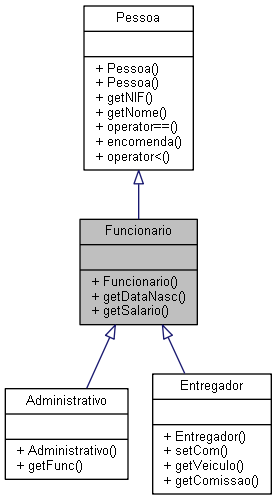 Pessoa
+ Pessoa()
+ Pessoa()
+ getNIF()
+ getNome()
+ operator==()
+ encomenda()
+ operator<()
Funcionario
+ Funcionario()
+ getDataNasc()
+ getSalario()
Administrativo
+ Administrativo()
+ getFunc()
Entregador
+ Entregador()
+ setCom()
+ getVeiculo()
+ getComissao()